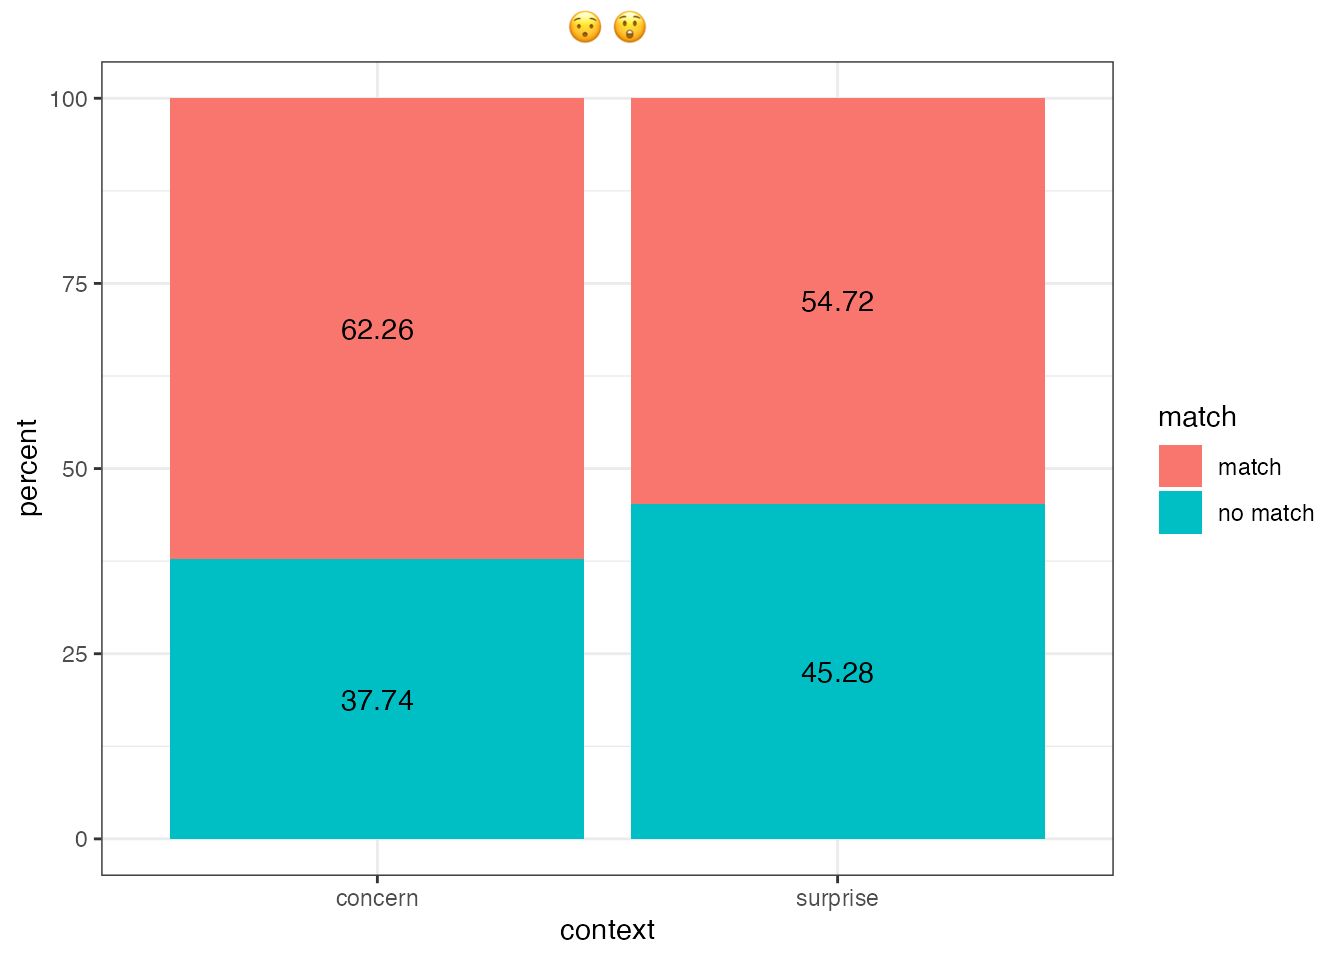 😯 😲
100
75
50
25
0
percent
62.26
54.72
37.74
45.28
concern
surprise
context
match
match
no match